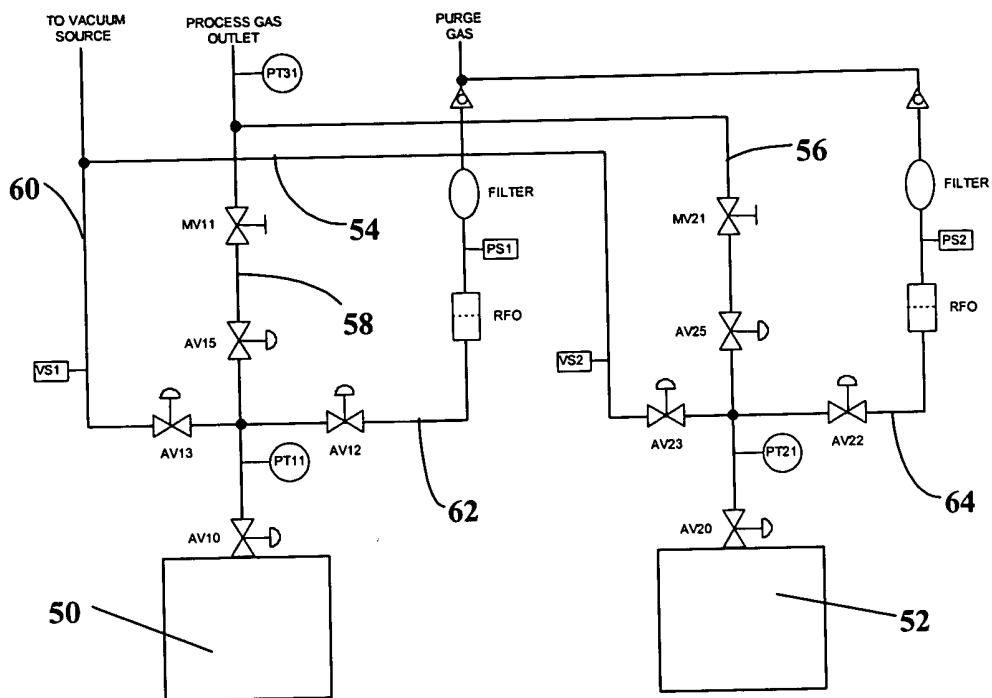 TO VACUUM
SOURCE
PROCESS GAS
OUTLET
PURGE
GAS
PT31
56
60
54
FILTER
FILTER
MV11
MV21
PS1
PS2
58
RFO
RFO
AV15
AV25
VS1
VS2
AV13
AV12
AV23
AV22
PT11
PT21
62
64
AV10
AV20
50
52